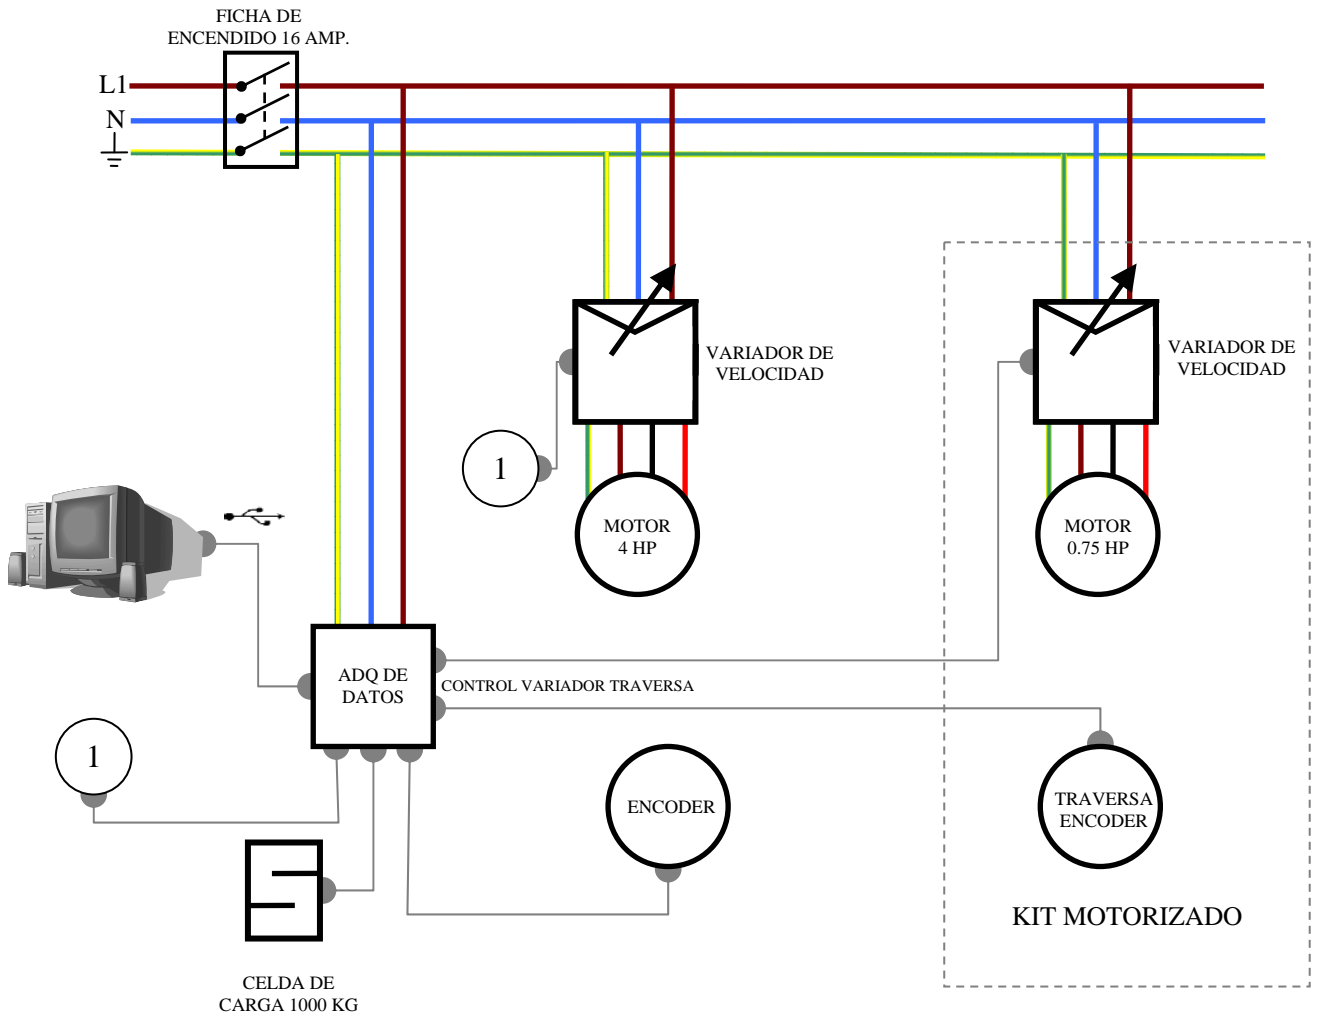 FICHA DE
ENCENDIDO 16 AMP.
L1
N
VARIADOR DE
VELOCIDAD
VARIADOR DE
VELOCIDAD
1
MOTOR
4 HP
MOTOR
0.75 HP
ADQ DE
DATOS
CONTROL VARIADOR TRAVERSA
1
ENCODER
TRAVERSA
ENCODER
KIT MOTORIZADO
CELDA DE
CARGA 1000 KG